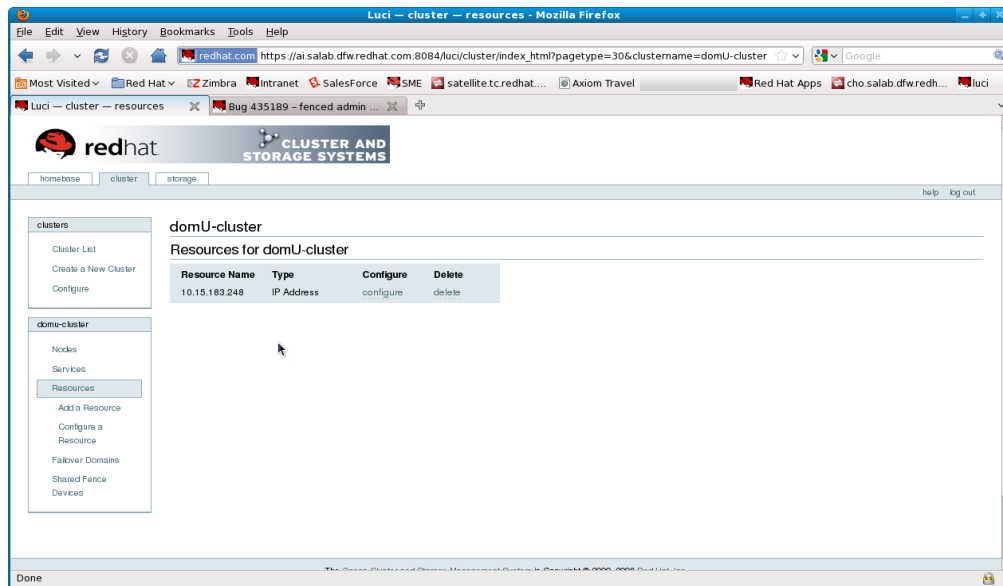 Luci — cluster — resources - Mozilla Firefox
File Edit View History Bookmarks Tools Help
redhat.com https://ai.salab.dfw.redhat.com:8084/luci/cluster/index_html?pagetype=30&clustername=domU-cluster Google
Most Visited Red Hat Zimbra Intranet SalesForce SME satellite.tc.redhat.... Axiom Travel Red Hat Apps cho.salab.dfw.redh... luci
Luci — cluster — resources Bug 435189 – fenced admin ...
redhat. CLUSTER AND
STORAGE SYSTEMS
homebase cluster storage
help log out
clusters
Cluster List
Create a New Cluster
Configure
domu-cluster
Nodes
Services
Resources
Add a Resource
Configure a
Resource
Failover Domains
Shared Fence
Devices
domU-cluster
Resources for domU-cluster
Resource Name Type Configure Delete
10.15.183.248 IP Address configure delete
Done